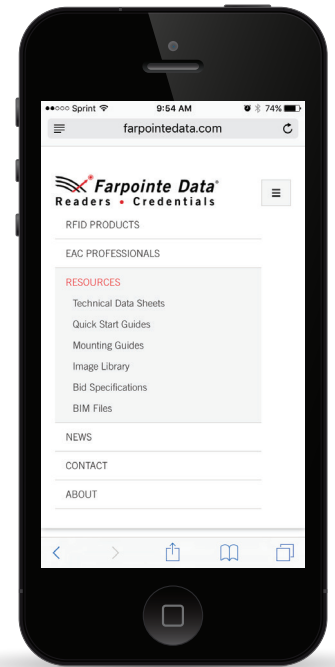 ●●○○○ Sprint 9:54 AM 74%
farpointedata.com
Farpointe Data®
Readers • Credentials
RFID PRODUCTS
EAC PROFESSIONALS
RESOURCES
Technical Data Sheets
Quick Start Guides
Mounting Guides
Image Library
Bid Specifications
BIM Files
NEWS
CONTACT
ABOUT